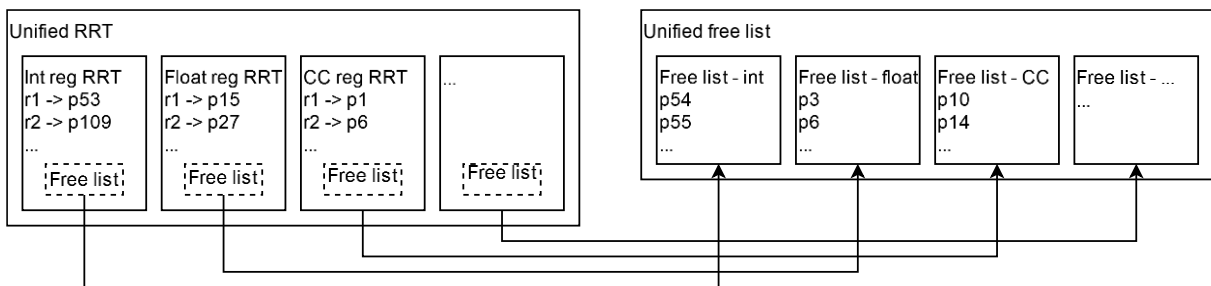 Unified RRT
Int reg RRT
r1 -> p53
r2 -> p109
...
Free list
Float reg RRT
r1 -> p15
r2 -> p27
...
Free list
CC reg RRT
r1 -> p1
r2 -> p6
...
Free list
...
Free list
Unified free list
Free list - int
p54
p55
...
Free list - float
p3
p6
...
Free list - CC
p10
p14
...
Free list - ...
...